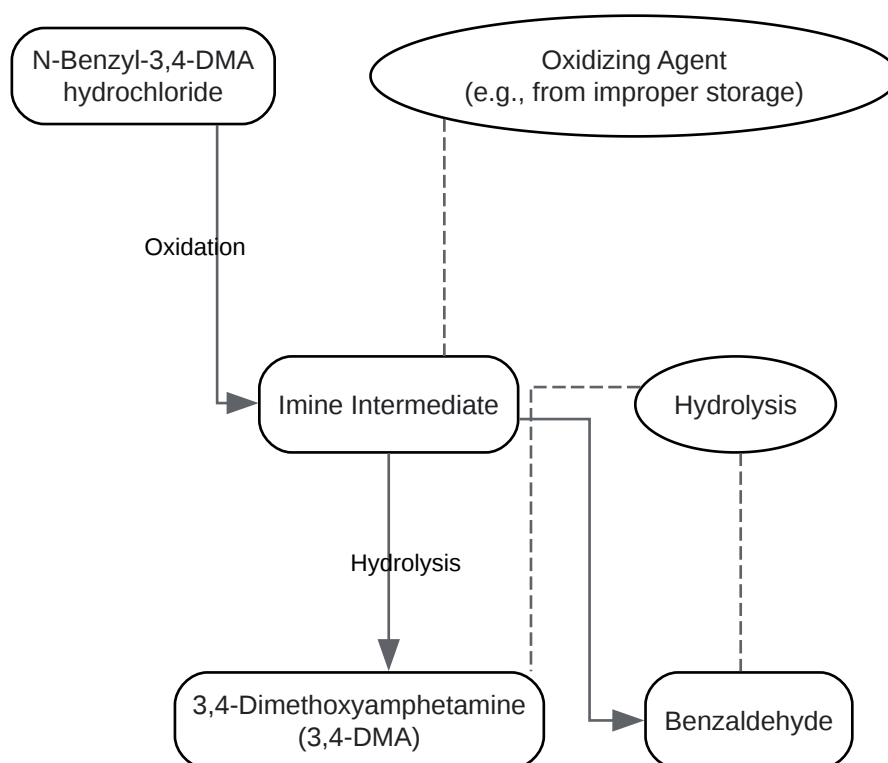 N-Benzyl-3,4-DMA
hydrochloride
Oxidizing Agent
(e.g., from improper storage)
Oxidation
Imine Intermediate
Hydrolysis
Hydrolysis
3,4-Dimethoxyamphetamine
(3,4-DMA)
Benzaldehyde